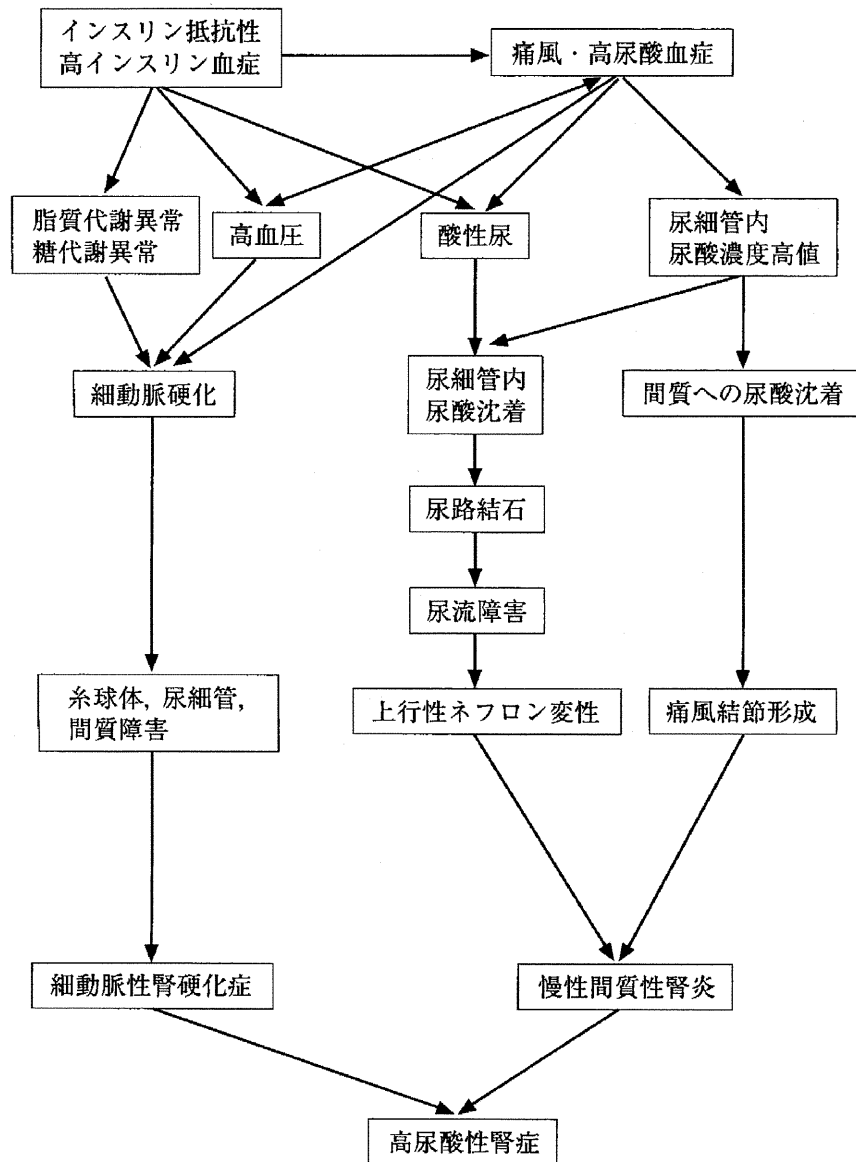 インスリン抵抗性
高インスリン血症
痛風・高尿酸血症
脂質代謝異常
糖代謝異常
高血圧
酸性尿
尿細管内
尿酸濃度高値
細動脈硬化
尿細管内
尿酸沈着
間質への尿酸沈着
尿路結石
尿流障害
糸球体, 尿細管,
間質障害
上行性ネフロン変性
痛風結節形成
細動脈性腎硬化症
慢性間質性腎炎
高尿酸性腎症